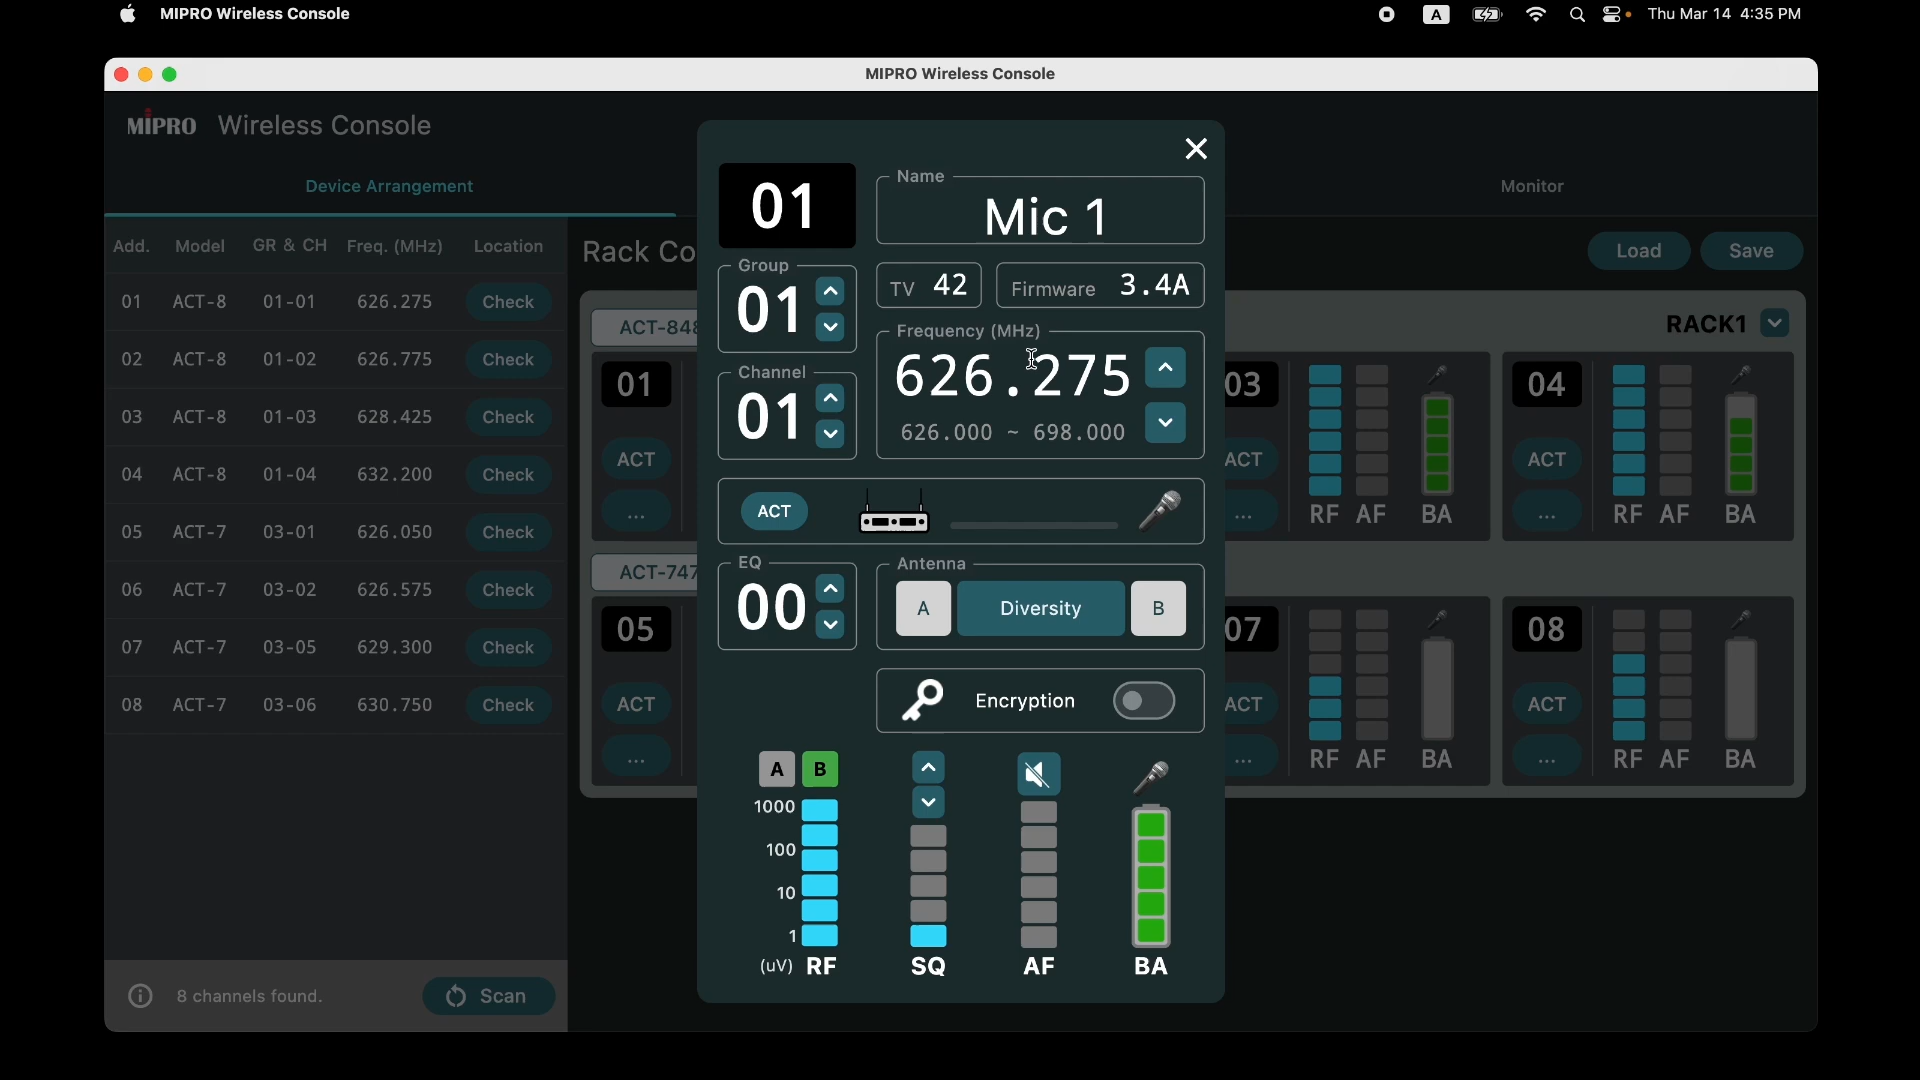 MIPRO Wireless Console
A
Thu Mar 14 4:35 PM
MIPRO Wireless Console
MIPRO Wireless Console
Device Arrangement
Monitor
Add. Model GR & CH Freq. (MHz) Location
01 ACT-8 01-01 626.275 Check
02 ACT-8 01-02 626.775 Check
03 ACT-8 01-03 628.425 Check
04 ACT-8 01-04 632.200 Check
05 ACT-7 03-01 626.050 Check
06 ACT-7 03-02 626.575 Check
07 ACT-7 03-05 629.300 Check
08 ACT-7 03-06 630.750 Check
8 channels found.
Scan
Rack Co
Load
Save
ACT-848
RACK1
01
ACT
...
03
ACT
...
RF AF BA
04
ACT
...
RF AF BA
ACT-747
05
ACT
...
07
ACT
...
RF AF BA
08
ACT
...
RF AF BA
01
Name
Mic 1
Group
01
TV 42
Firmware 3.4A
Channel
01
Frequency (MHz)
626.275
626.000 ~ 698.000
ACT
EQ
00
Antenna
A Diversity B
Encryption
A B
1000
100
10
1
(uV) RF
SQ
AF
BA